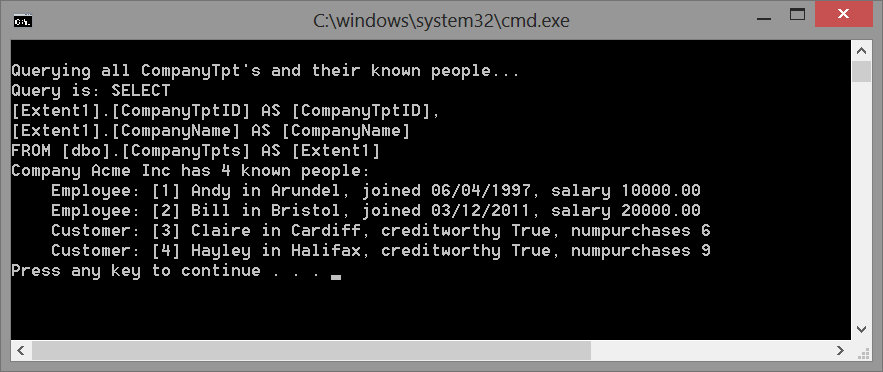 C:\windows\system32\cmd.exe
Querying all CompanyTpt's and their known people...
Query is: SELECT
[Extent1].[CompanyTptID] AS [CompanyTptID],
[Extent1].[CompanyName] AS [CompanyName]
FROM [dbo].[CompanyTpts] AS [Extent1]
Company Acme Inc has 4 known people:
    Employee: [1] Andy in Arundel, joined 06/04/1997, salary 10000.00
    Employee: [2] Bill in Bristol, joined 03/12/2011, salary 20000.00
    Customer: [3] Claire in Cardiff, creditworthy True, numpurchases 6
    Customer: [4] Hayley in Halifax, creditworthy True, numpurchases 9
Press any key to continue . . .